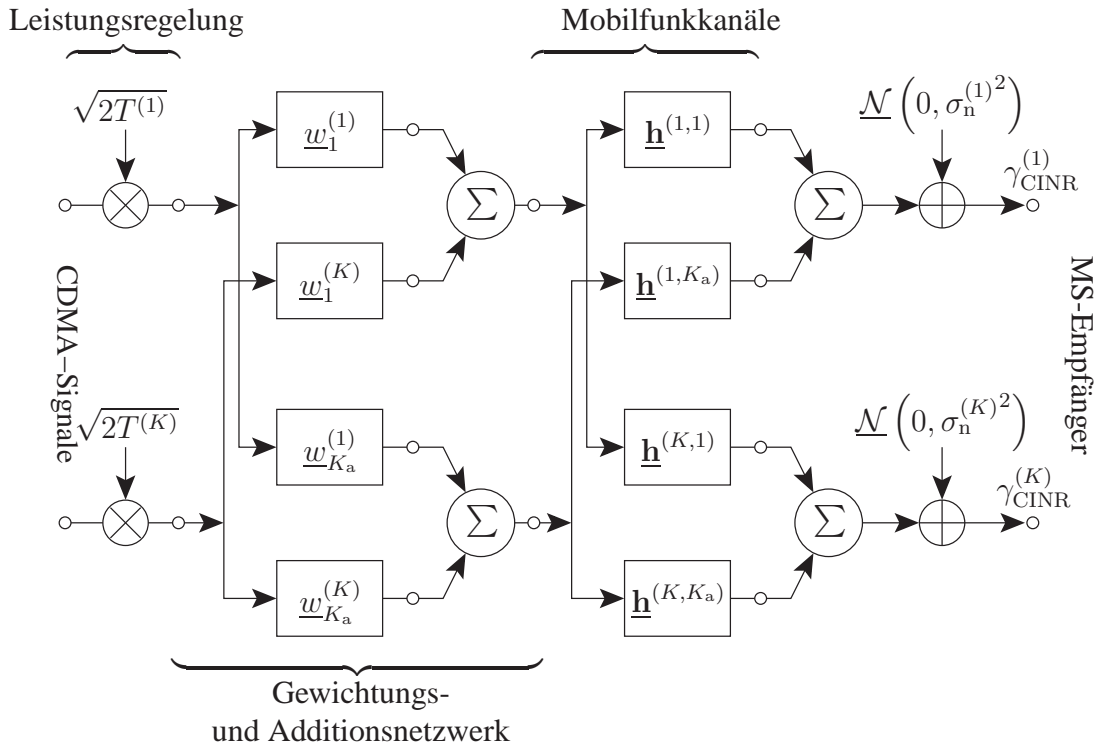 Leistungsregelung
Mobilfunkkanäle
√2T^(1)
w_1^(1)
h^(1,1)
N (0, σ_n^(1)²)
γ_CINR^(1)
Σ
Σ
w_1^(K)
h^(1,K_a)
CDMA–Signale
MS-Empfänger
√2T^(K)
w_{K_a}^(1)
h^(K,1)
N (0, σ_n^(K)²)
γ_CINR^(K)
Σ
Σ
w_{K_a}^(K)
h^(K,K_a)
Gewichtungs-
und Additionsnetzwerk